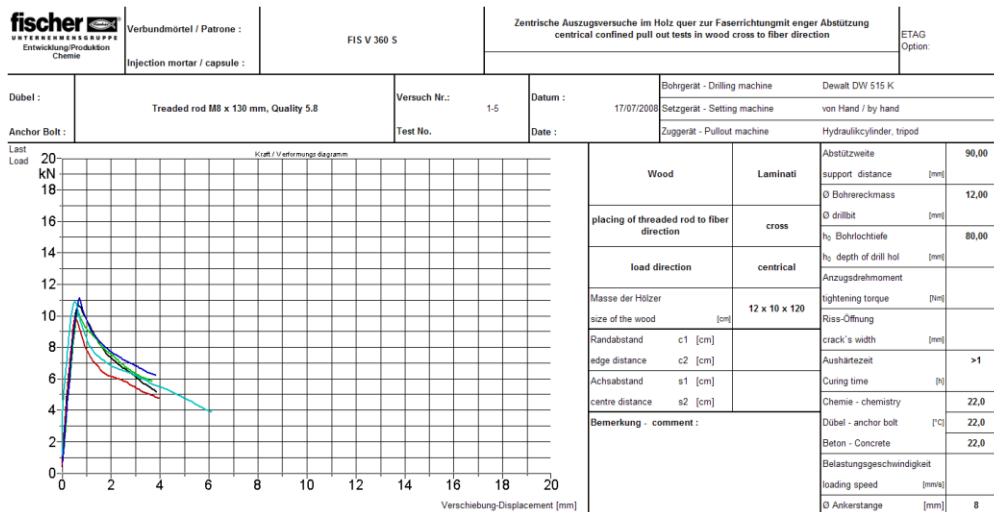 fischer
UNTERNEHMENSGRUPPE
Entwicklung/Produktion
Chemie
Verbundmörtel / Patrone :
Injection mortar / capsule :
FIS V 360 S
Zentrische Auszugsversuche im Holz quer zur Faserrichtungmit enger Abstützung
centrical confined pull out tests in wood cross to fiber direction
ETAG
Option:
Dübel :
Anchor Bolt :
Treaded rod M8 x 130 mm, Quality 5.8
Versuch Nr.:
1-5
Test No.
Datum :
17/07/2008
Date :
Bohrgerät - Drilling machine Dewalt DW 515 K
Setzgerät - Setting machine von Hand / by hand
Zuggerät - Pullout machine Hydraulikcylinder, tripod
Last
Load
kN
Kraft / Verformungsdiagramm
20
18
16
14
12
10
8
6
4
2
0
0 2 4 6 8 10 12 14 16 18 20
Verschiebung-Displacement [mm]
Wood Laminati
placing of threaded rod to fiber
direction
cross
load direction centrical
Masse der Hölzer
size of the wood [cm]
12 x 10 x 120
Randabstand c1 [cm]
edge distance c2 [cm]
Achsabstand s1 [cm]
centre distance s2 [cm]
Bemerkung - comment :
Abstützweite 90,00
support distance [mm]
Ø Bohrereckmass 12,00
Ø drillbit [mm]
h0 Bohrlochtiefe 80,00
h0 depth of drill hol [mm]
Anzugsdrehmoment
tightening torque [Nm]
Riss-Öffnung
crack´s width [mm]
Aushärtezeit >1
Curing time [h]
Chemie - chemistry 22,0
Dübel - anchor bolt [°C] 22,0
Beton - Concrete 22,0
Belastungsgeschwindigkeit
loading speed [mm/s]
Ø Ankerstange [mm] 8